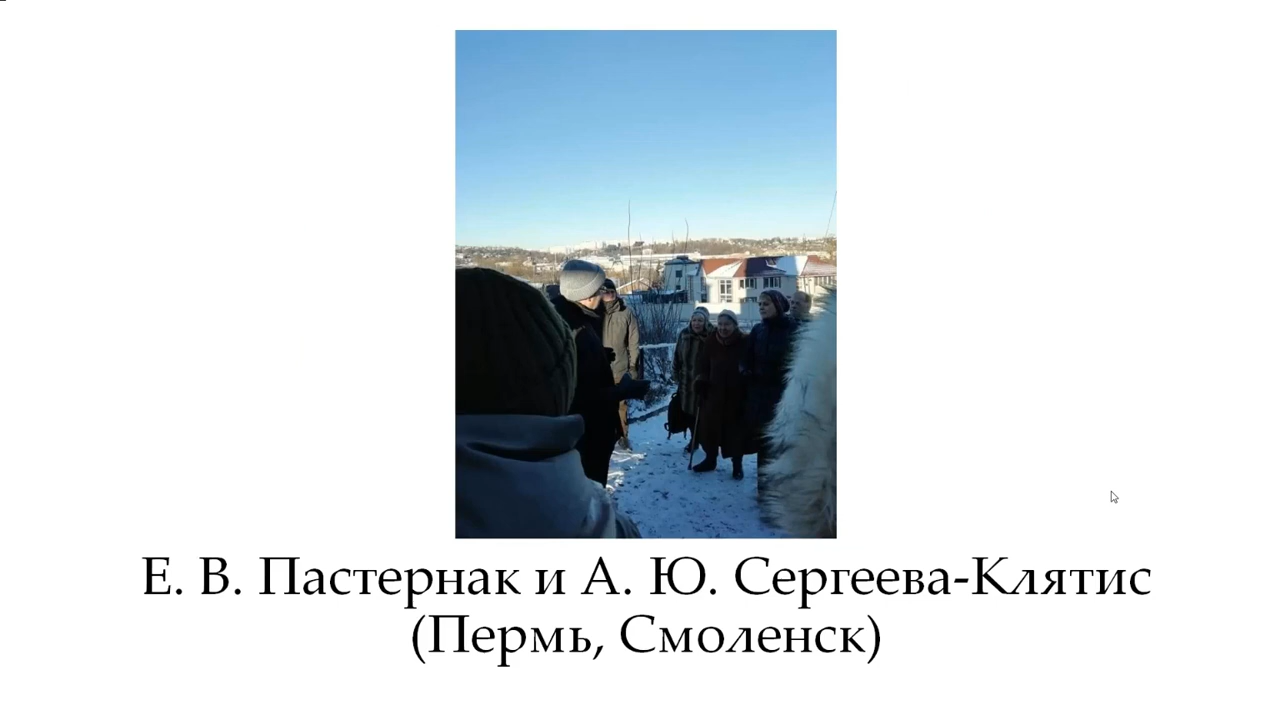 Е. В. Пастернак и А. Ю. Сергеева-Клятис
(Пермь, Смоленск)